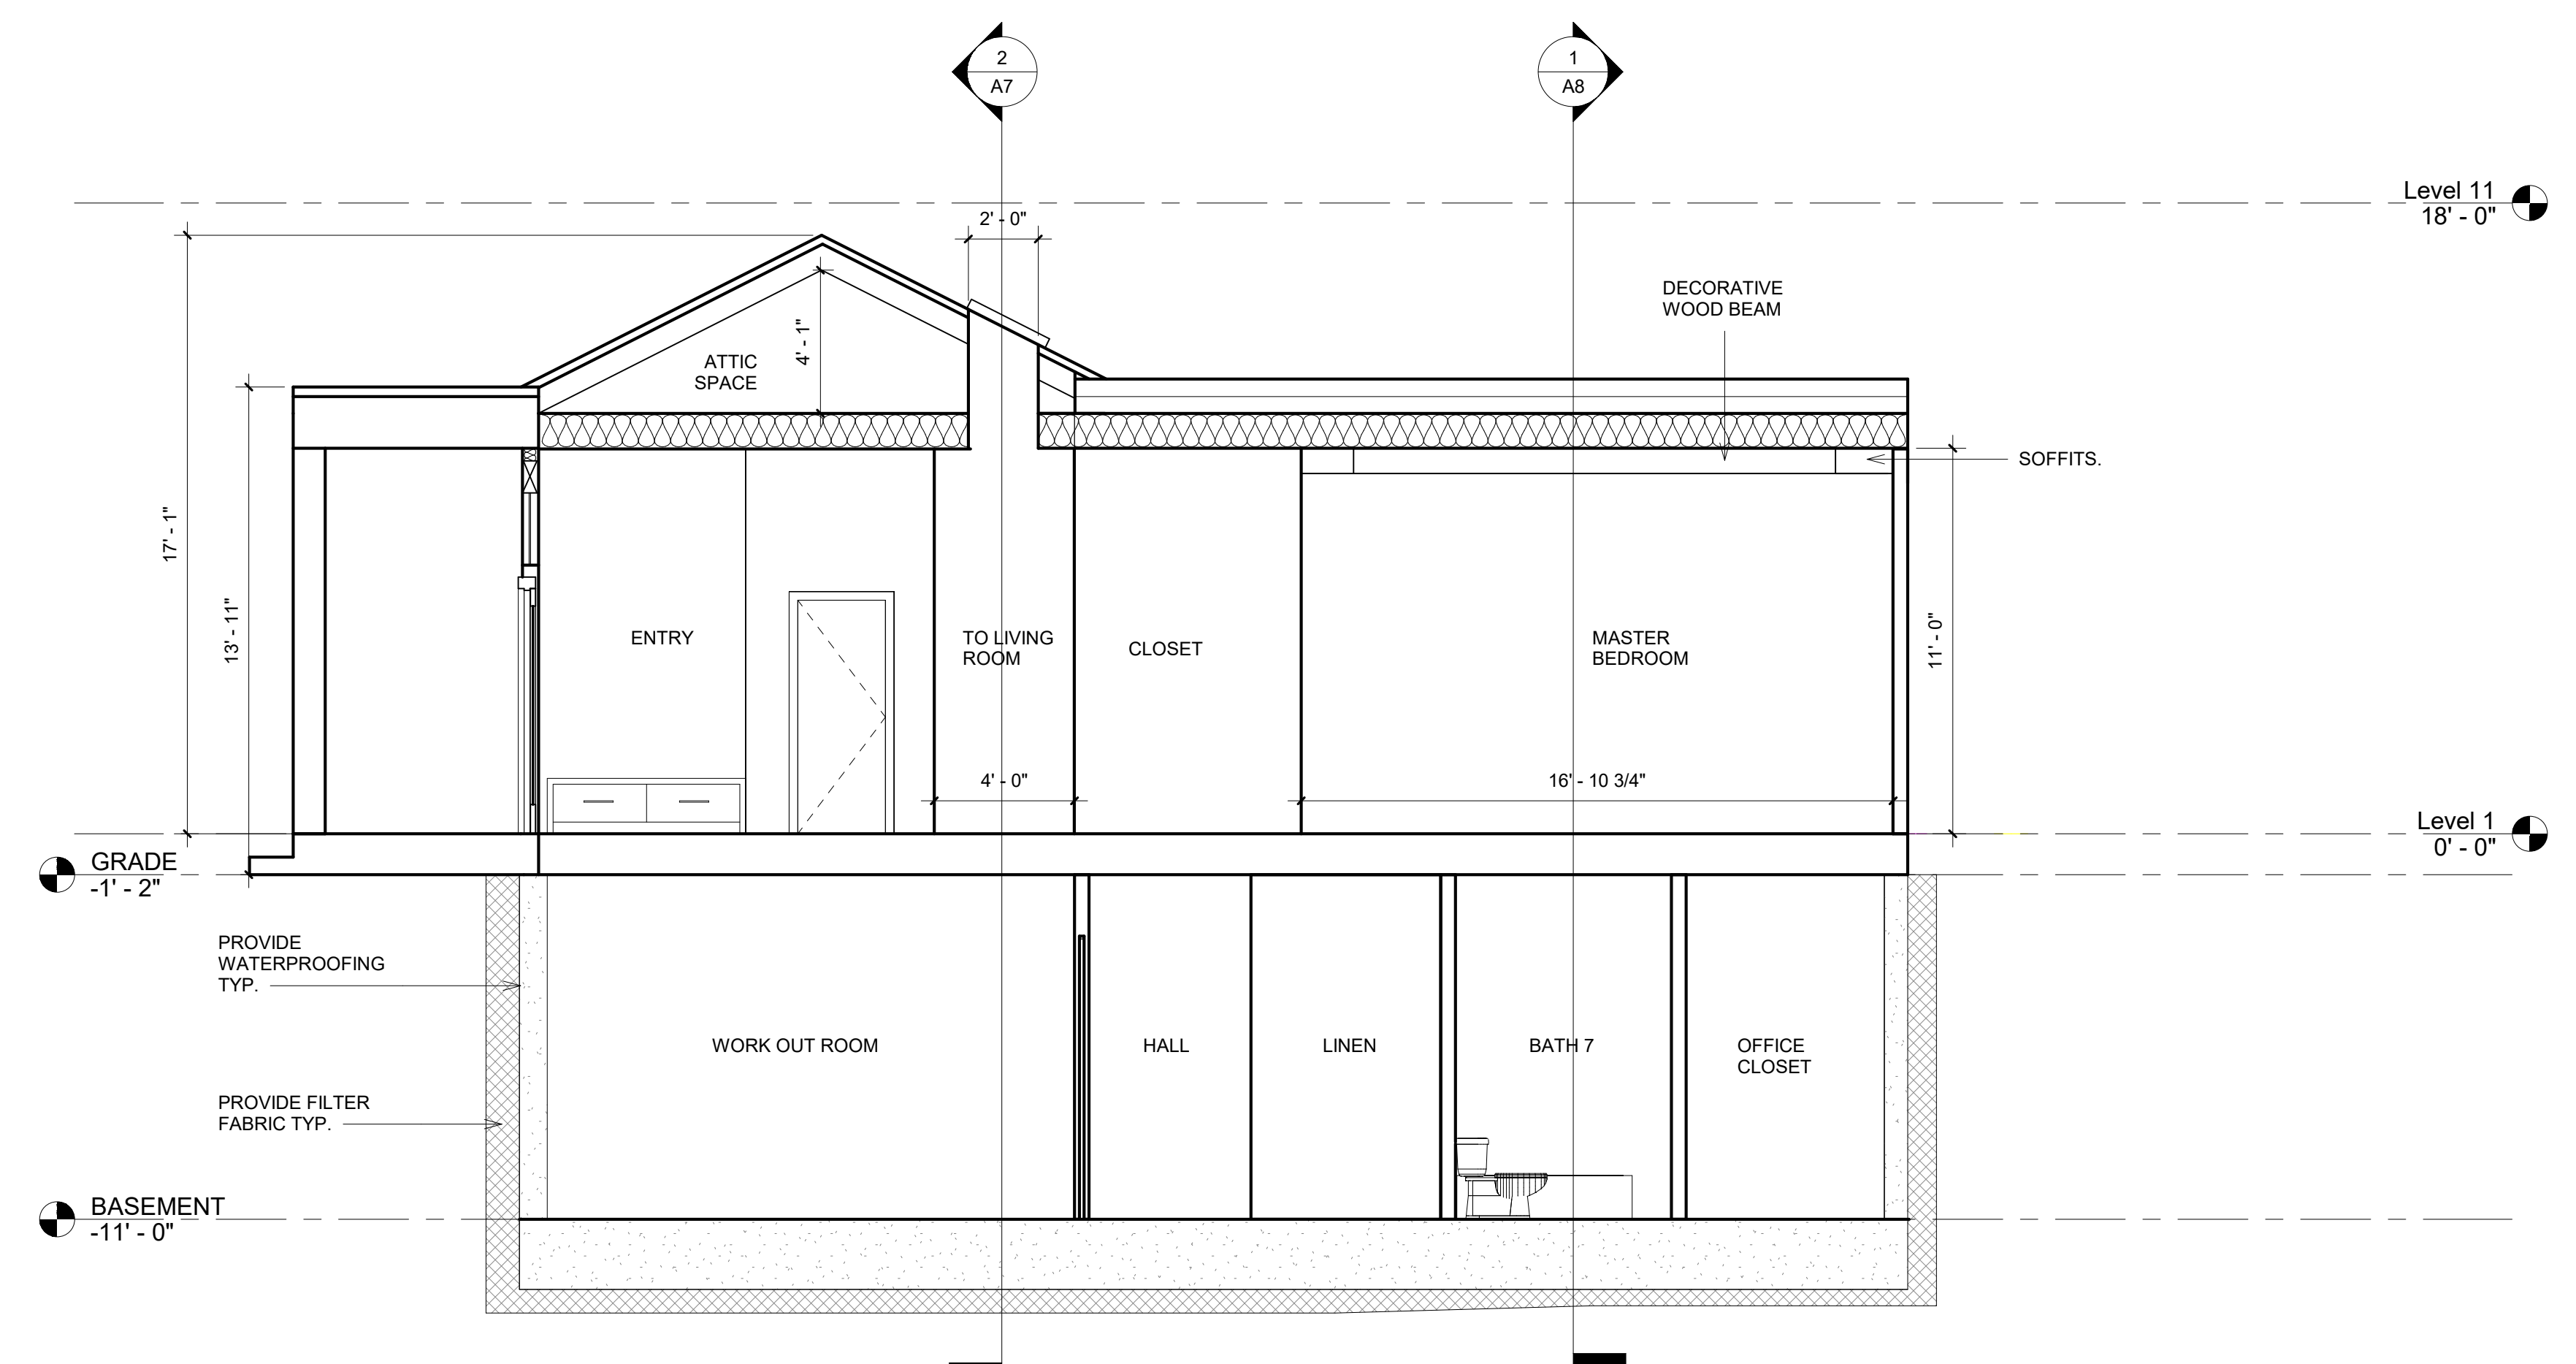 2
A7
1
A8
Level 11
18' - 0"
2' - 0"
DECORATIVE
WOOD BEAM
4' - 1"
ATTIC
SPACE
SOFFITS.
17' - 1"
13' - 11"
ENTRY
TO LIVING
ROOM
CLOSET
MASTER
BEDROOM
11' - 0"
4' - 0"
16' - 10 3/4"
Level 1
0' - 0"
GRADE
-1' - 2"
PROVIDE
WATERPROOFING
TYP.
WORK OUT ROOM
HALL
LINEN
BATH 7
OFFICE
CLOSET
PROVIDE FILTER
FABRIC TYP.
BASEMENT
-11' - 0"